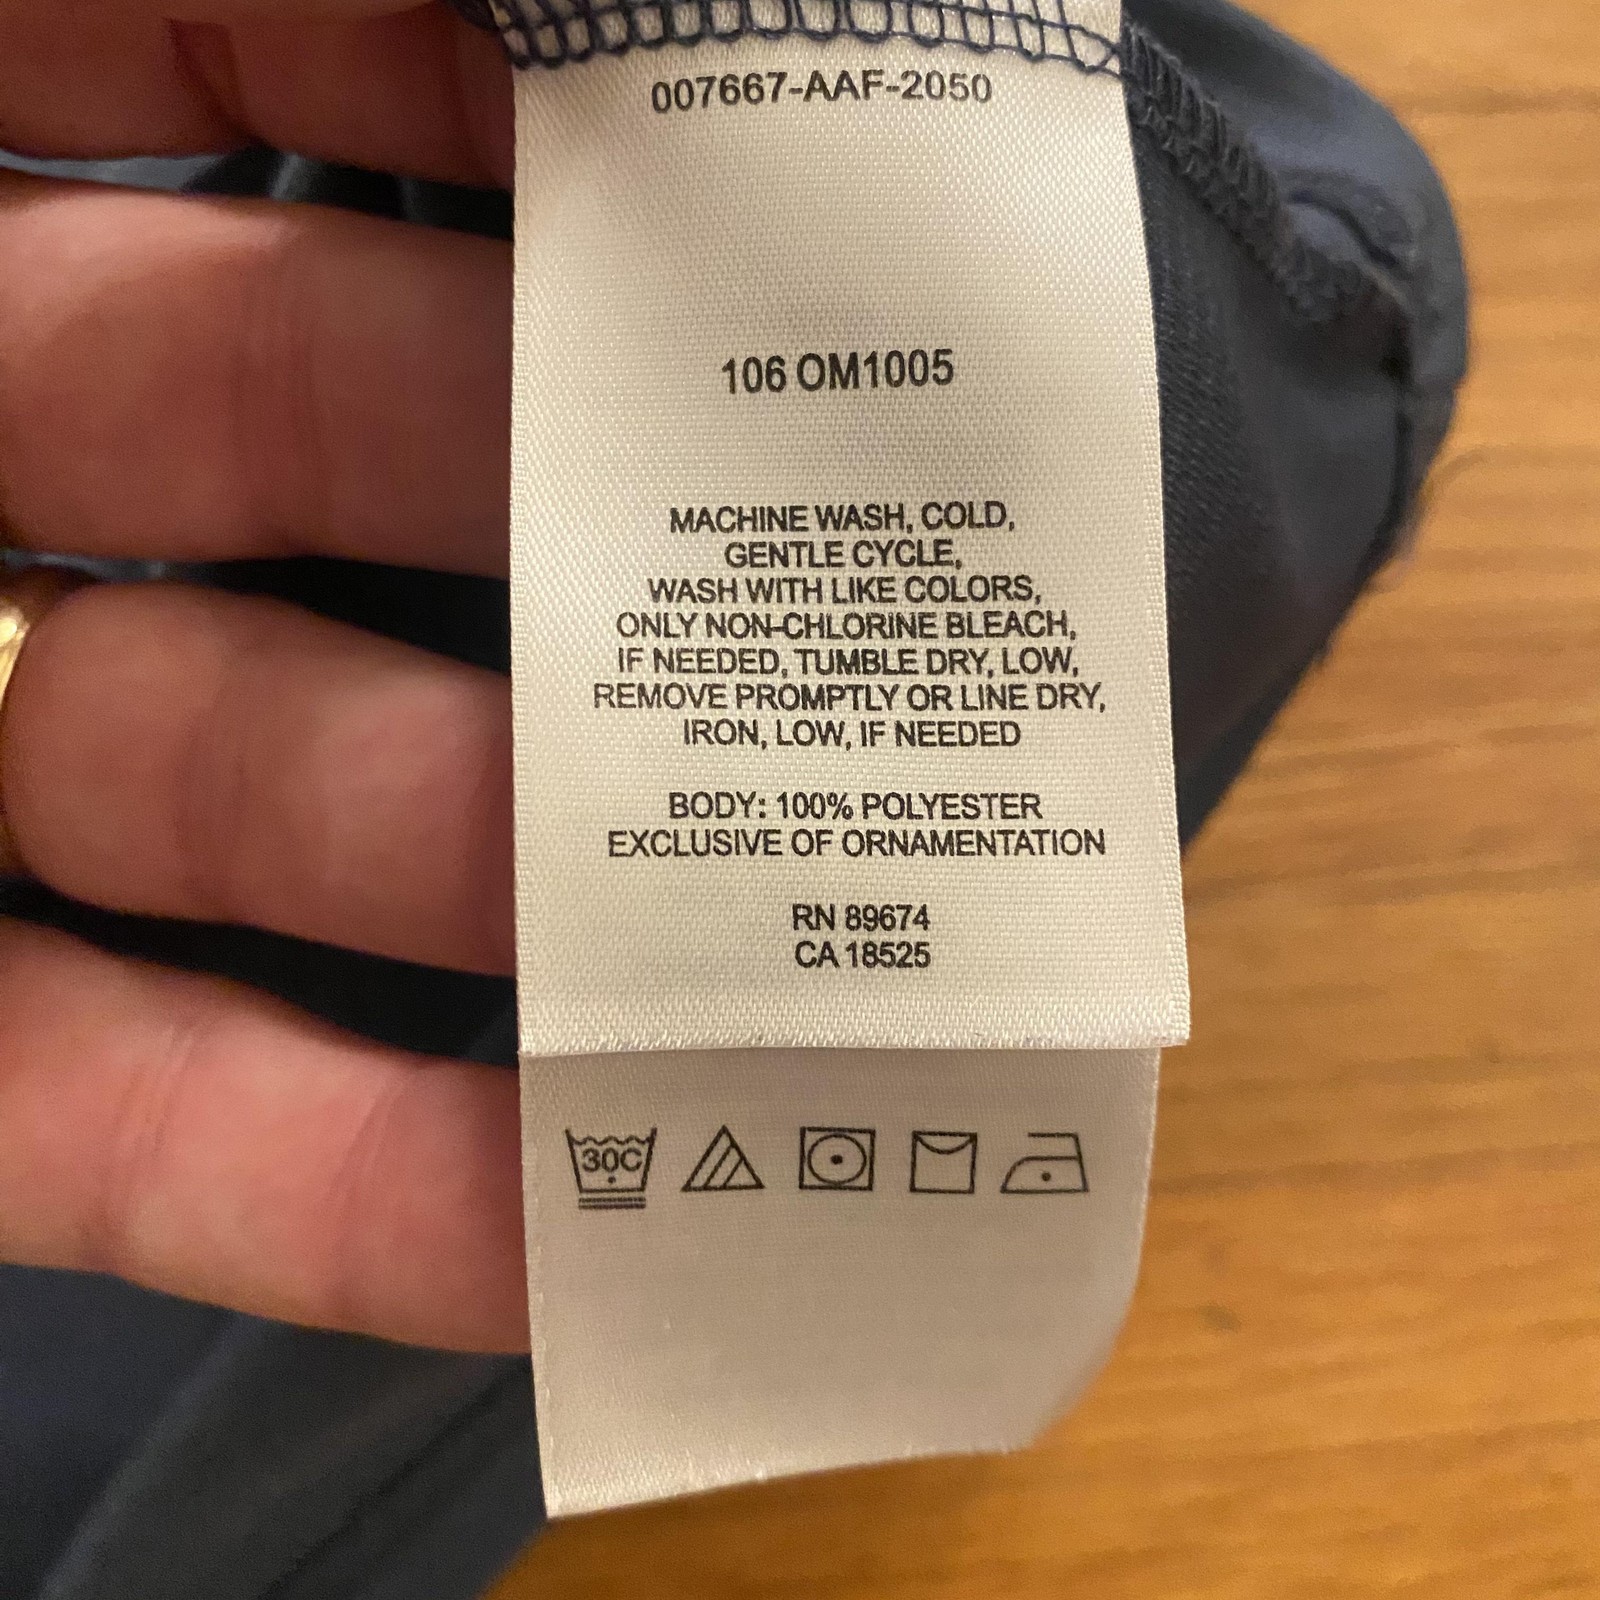 007667-AAF-2050
106 OM1005
MACHINE WASH, COLD,
GENTLE CYCLE,
WASH WITH LIKE COLORS,
ONLY NON-CHLORINE BLEACH,
IF NEEDED, TUMBLE DRY, LOW,
REMOVE PROMPTLY OR LINE DRY,
IRON, LOW, IF NEEDED
BODY: 100% POLYESTER
EXCLUSIVE OF ORNAMENTATION
RN 89674
CA 18525
30C